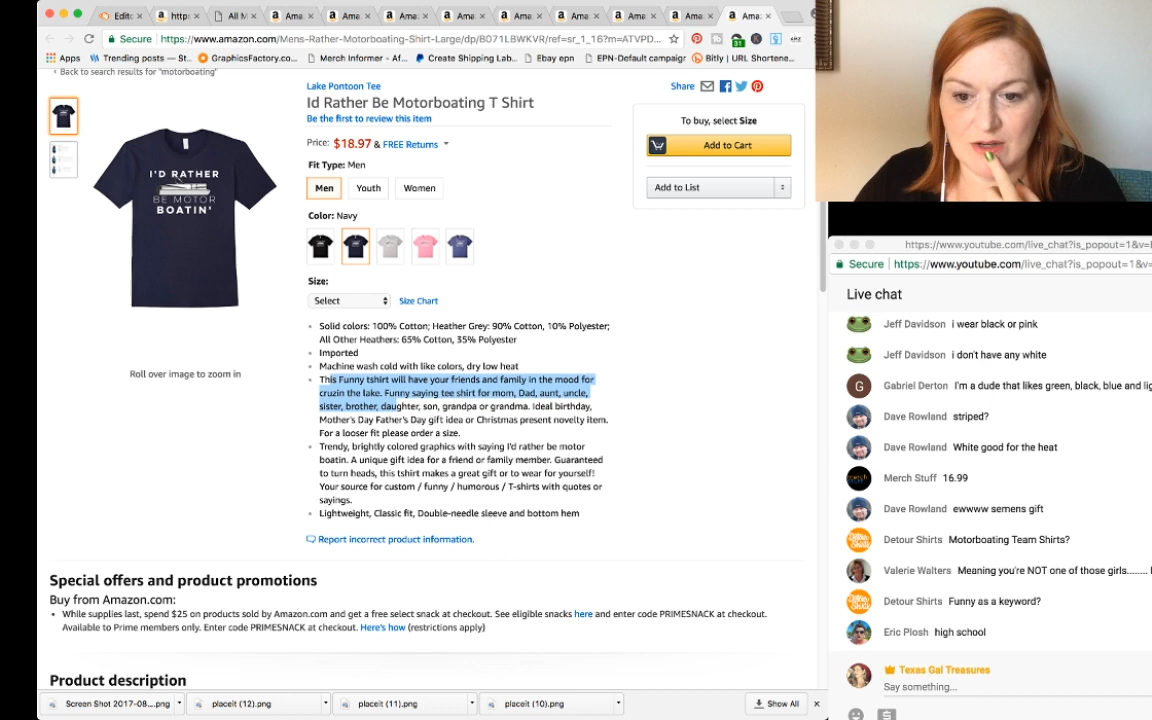 Edit:
http:
All M
Ama:
Ama:
Ama:
Ama:
Ama:
Ama:
Ama:
Ama:
Ama:
Secure
https://www.amazon.com/Mens-Rather-Motorboating-Shirt-Large/dp/B071LBWKVR/ref=sr_1_16?m=ATVPD...
31
Apps
Trending posts — St...
GraphicsFactory.co...
Merch Informer - Af...
Create Shipping Lab...
Ebay epn
EPN-Default campaign
Bitly | URL Shortene...
‹ Back to search results for "motorboating"
Lake Pontoon Tee
Id Rather Be Motorboating T Shirt
Be the first to review this item
Price: $18.97 & FREE Returns
Fit Type: Men
Men Youth Women
Color: Navy
Size:
Select Size Chart
Solid colors: 100% Cotton; Heather Grey: 90% Cotton, 10% Polyester;
All Other Heathers: 65% Cotton, 35% Polyester
Imported
Machine wash cold with like colors, dry low heat
This Funny tshirt will have your friends and family in the mood for
cruzin the lake. Funny saying tee shirt for mom, Dad, aunt, uncle,
sister, brother, daughter, son, grandpa or grandma. Ideal birthday,
Mother's Day Father's Day gift idea or Christmas present novelty item.
For a looser fit please order a size.
Trendy, brightly colored graphics with saying I'd rather be motor
boatin. A unique gift idea for a friend or family member. Guaranteed
to turn heads, this tshirt makes a great gift or to wear for yourself!
Your source for custom / funny / humorous / T-shirts with quotes or
sayings.
Lightweight, Classic fit, Double-needle sleeve and bottom hem
Report incorrect product information.
I'D RATHER
BE MOTOR
BOATIN'
Roll over image to zoom in
Share
To buy, select Size
Add to Cart
Add to List
Special offers and product promotions
Buy from Amazon.com:
While supplies last, spend $25 on products sold by Amazon.com and get a free select snack at checkout. See eligible snacks here and enter code PRIMESNACK at checkout.
Available to Prime members only. Enter code PRIMESNACK at checkout. Here's how (restrictions apply)
Product description
Screen Shot 2017-08....png
placeit (12).png
placeit (11).png
placeit (10).png
Show All
https://www.youtube.com/live_chat?is_popout=1&v=
Secure
https://www.youtube.com/live_chat?is_popout=1&v=
Live chat
Jeff Davidson i wear black or pink
Jeff Davidson i don't have any white
G Gabriel Derton I'm a dude that likes green, black, blue and lig
Dave Rowland striped?
Dave Rowland White good for the heat
Merch Stuff 16.99
Dave Rowland ewwww semens gift
Detour Shirts Motorboating Team Shirts?
Valerie Walters Meaning you're NOT one of those girls........
Detour Shirts Funny as a keyword?
Eric Plosh high school
Texas Gal Treasures
Say something...